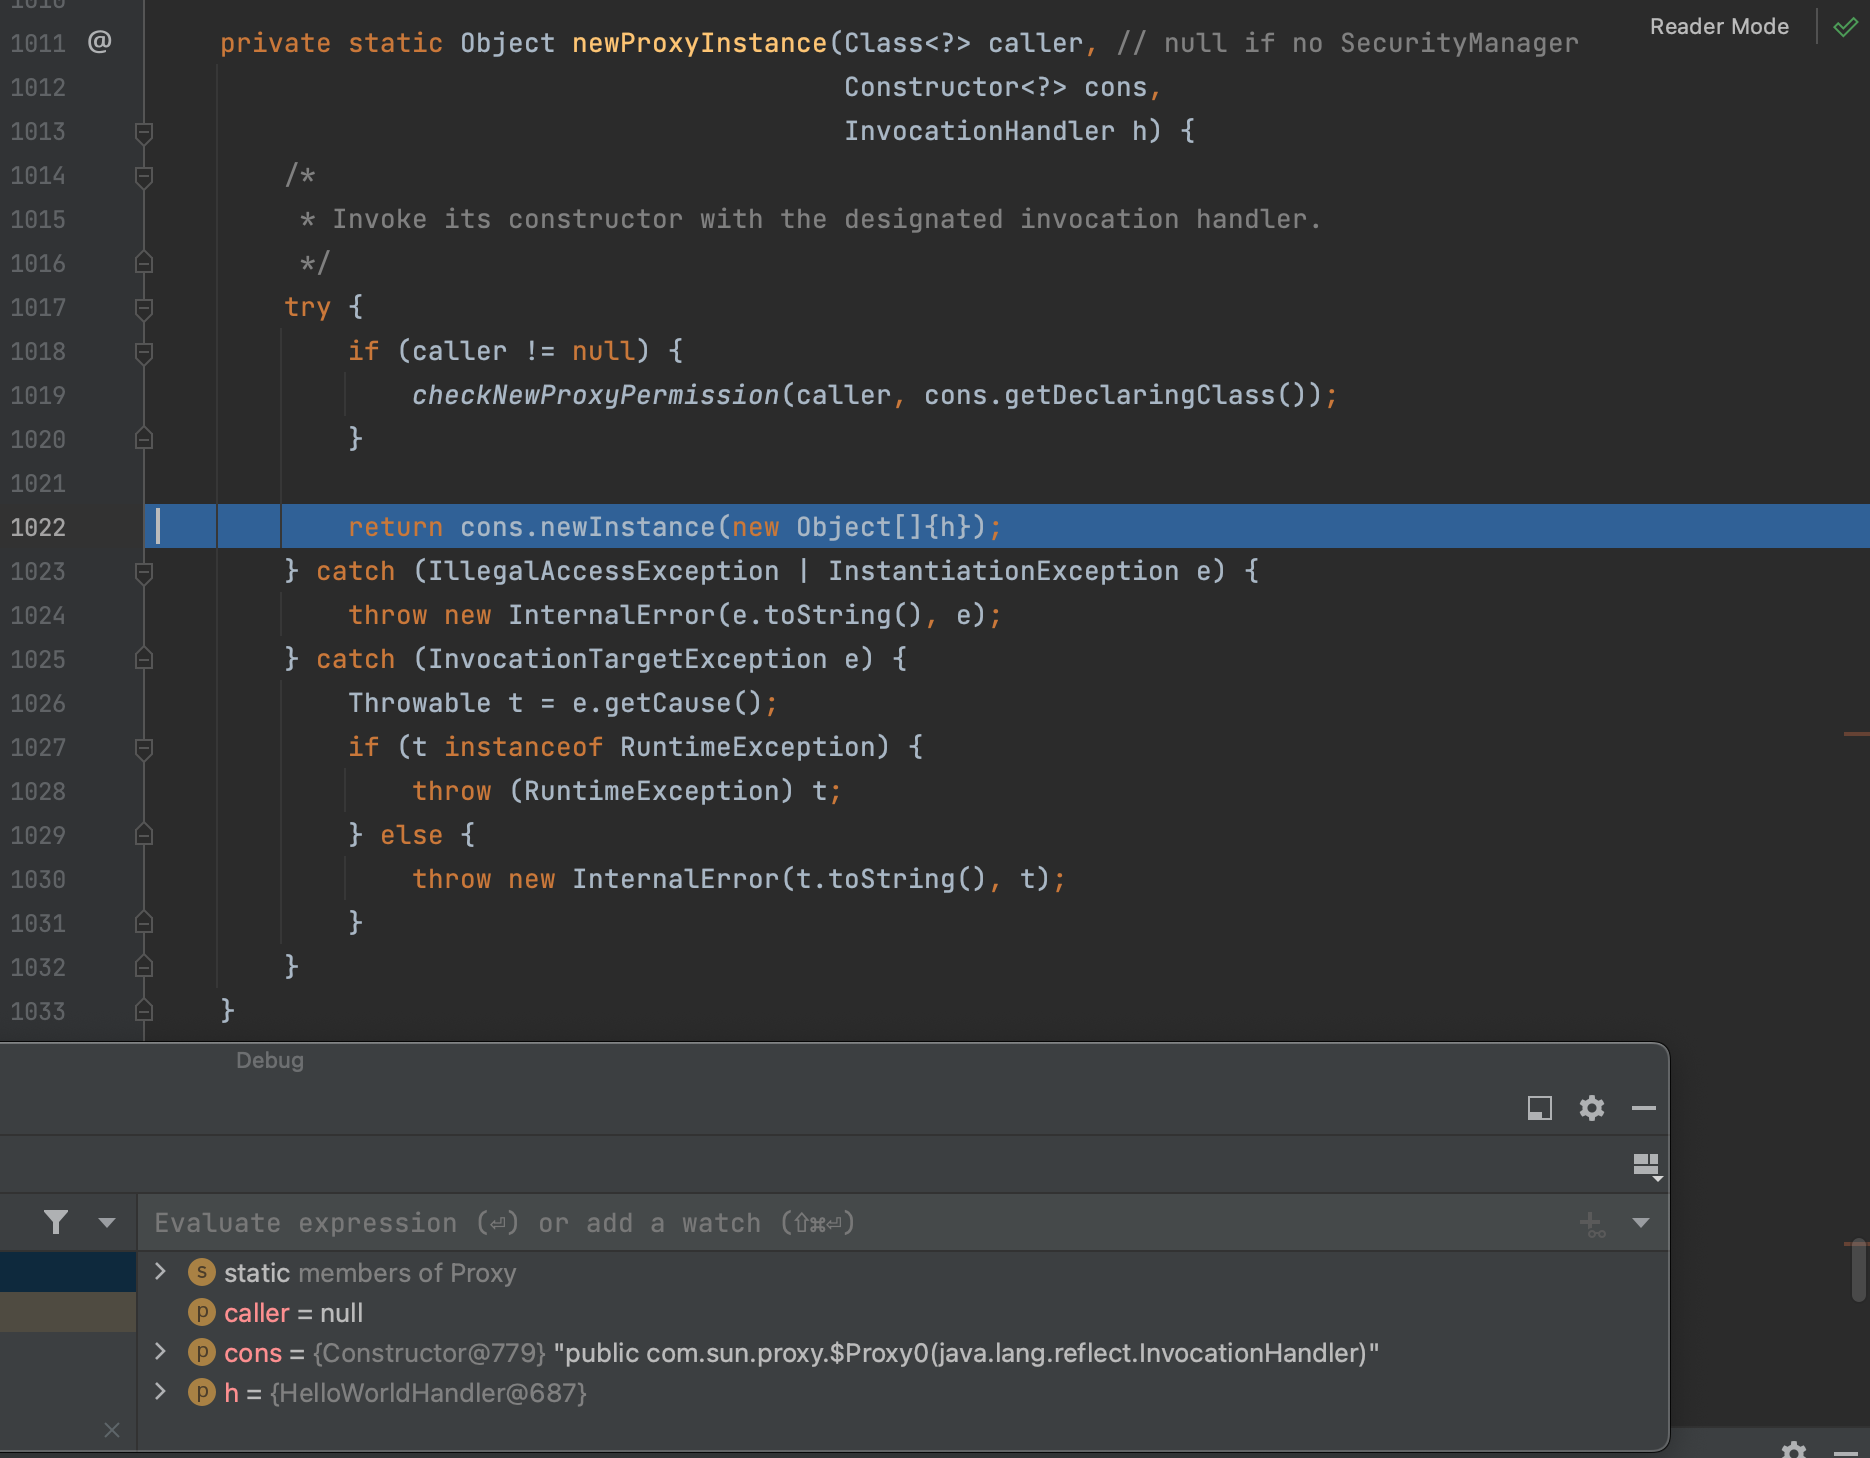 1010
1011 @ private static Object newProxyInstance(Class<?> caller, // null if no SecurityManager
Reader Mode
1012 Constructor<?> cons,
1013 InvocationHandler h) {
1014 /*
1015 * Invoke its constructor with the designated invocation handler.
1016 */
1017 try {
1018 if (caller != null) {
1019 checkNewProxyPermission(caller, cons.getDeclaringClass());
1020 }
1021
1022 return cons.newInstance(new Object[]{h});
1023 } catch (IllegalAccessException | InstantiationException e) {
1024 throw new InternalError(e.toString(), e);
1025 } catch (InvocationTargetException e) {
1026 Throwable t = e.getCause();
1027 if (t instanceof RuntimeException) {
1028 throw (RuntimeException) t;
1029 } else {
1030 throw new InternalError(t.toString(), t);
1031 }
1032 }
1033 }
Debug
Evaluate expression (⏎) or add a watch (⇧⌘⏎)
s static members of Proxy
p caller = null
p cons = {Constructor@779} "public com.sun.proxy.$Proxy0(java.lang.reflect.InvocationHandler)"
p h = {HelloWorldHandler@687}